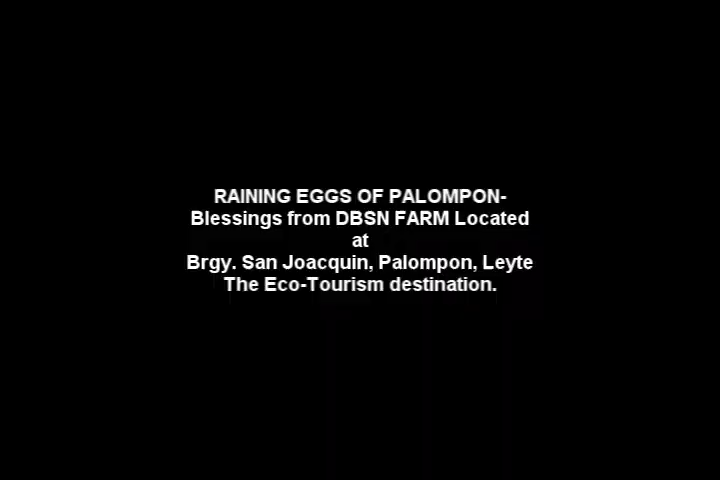 RAINING EGGS OF PALOMPON-
Blessings from DBSN FARM Located
at
Brgy. San Joacquin, Palompon, Leyte
The Eco-Tourism destination.